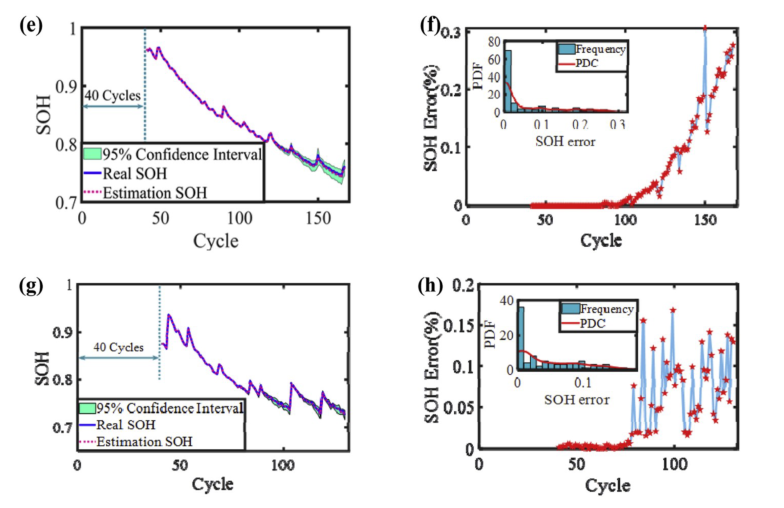 (e)
1
0.9
0.8
0.7
SOH
40 Cycles
95% Confidence Interval
Real SOH
Estimation SOH
0
50
100
150
Cycle
(f)
0.3
0.2
0.1
0
SOH Error(%)
80
60
40
20
0
PDF
Frequency
PDC
0
0.1
0.2
0.3
SOH error
0
50
100
150
Cycle
(g)
1
0.9
0.8
0.7
SOH
40 Cycles
95% Confidence Interval
Real SOH
Estimation SOH
0
50
100
Cycle
(h)
0.2
0.15
0.1
0.05
0
SOH Error(%)
40
20
0
PDF
Frequency
PDC
0
0.1
SOH error
0
50
100
Cycle